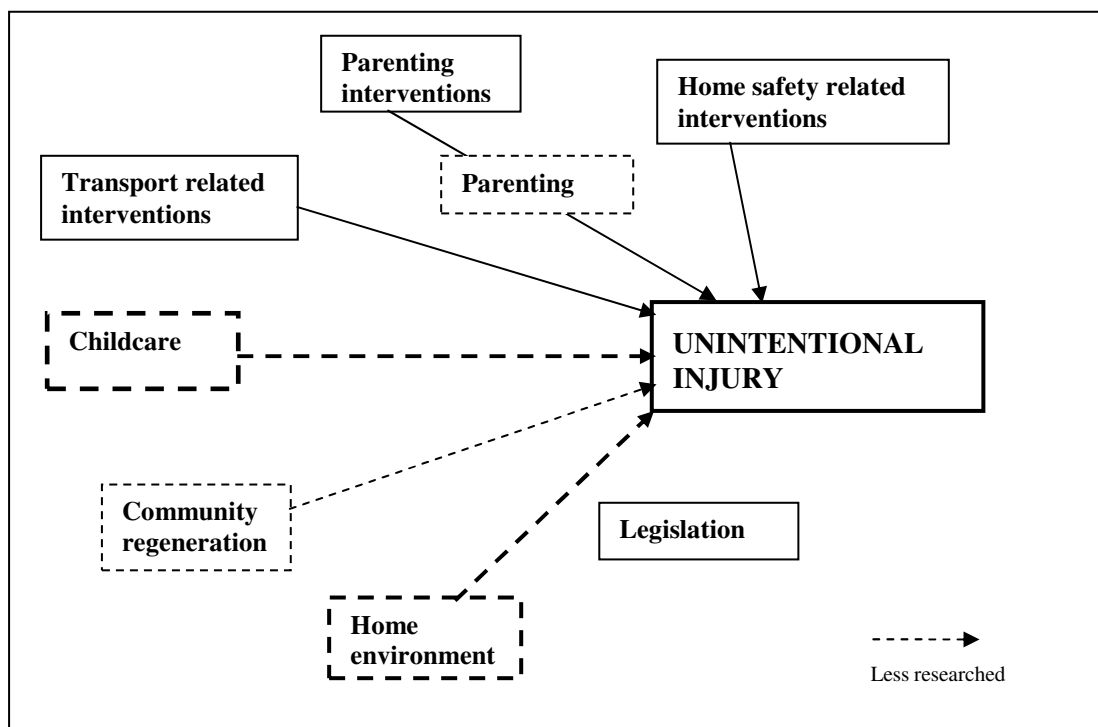 Parenting
interventions
Home safety related
interventions
Transport related
interventions
Parenting
Childcare
UNINTENTIONAL
INJURY
Community
regeneration
Legislation
Home
environment
Less researched